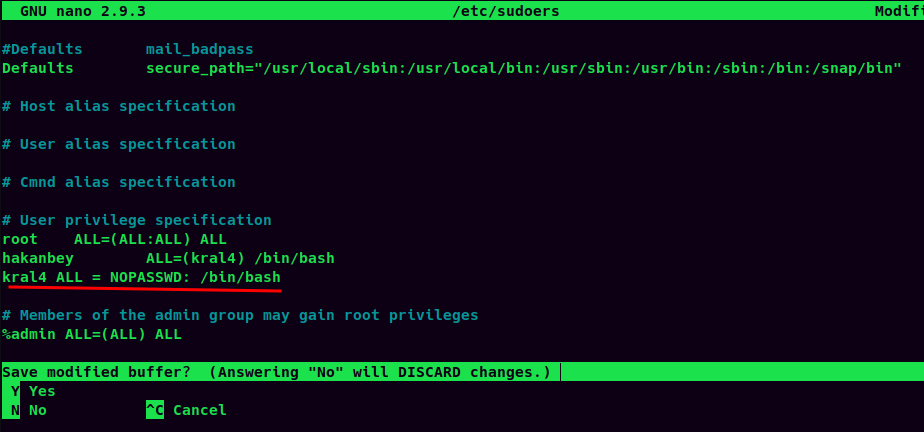 GNU nano 2.9.3 /etc/sudoers Modifi
#Defaults mail_badpass
Defaults secure_path="/usr/local/sbin:/usr/local/bin:/usr/sbin:/usr/bin:/sbin:/bin:/snap/bin"
# Host alias specification
# User alias specification
# Cmnd alias specification
# User privilege specification
root ALL=(ALL:ALL) ALL
hakanbey ALL=(kral4) /bin/bash
kral4 ALL = NOPASSWD: /bin/bash
# Members of the admin group may gain root privileges
%admin ALL=(ALL) ALL
Save modified buffer? (Answering "No" will DISCARD changes.)
Y Yes
N No ^C Cancel